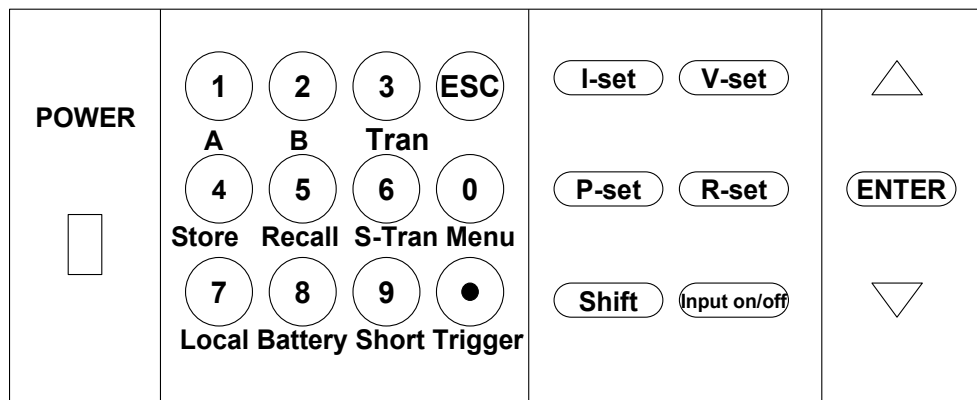 POWER
1 2 3 ESC
A B Tran
4 5 6 0
Store Recall S-Tran Menu
7 8 9
Local Battery Short Trigger
I-set V-set
P-set R-set
Shift Input on/off
ENTER